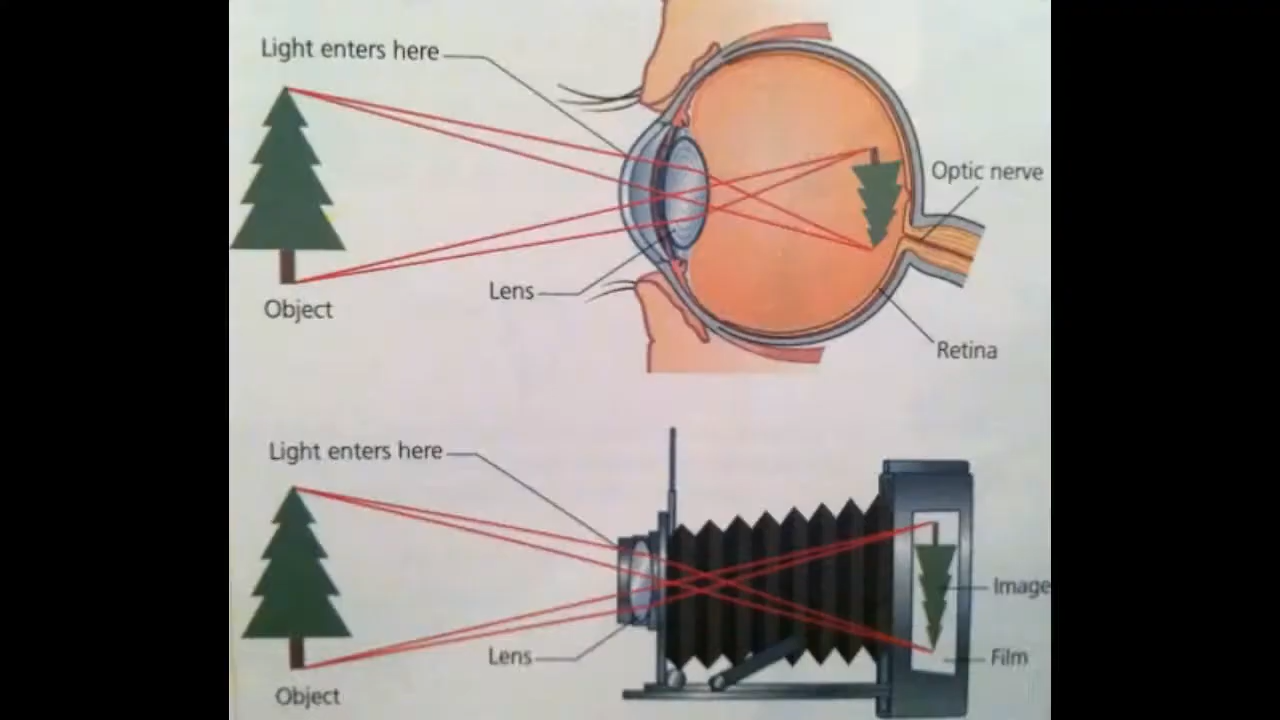 Light enters here
Optic nerve
Lens
Object
Retina
Light enters here
Image
Lens
Film
Object